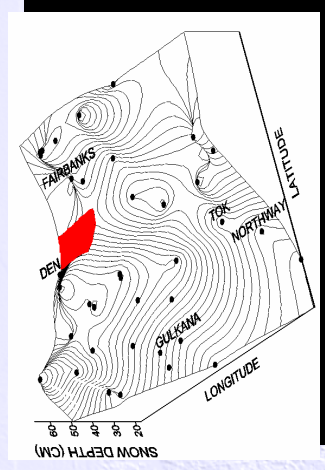 FAIRBANKS
LATITUDE
TOK
NORTHWAY
DEN
GULKANA
LONGITUDE
60
50
40
30
20
SNOW DEPTH (CM)